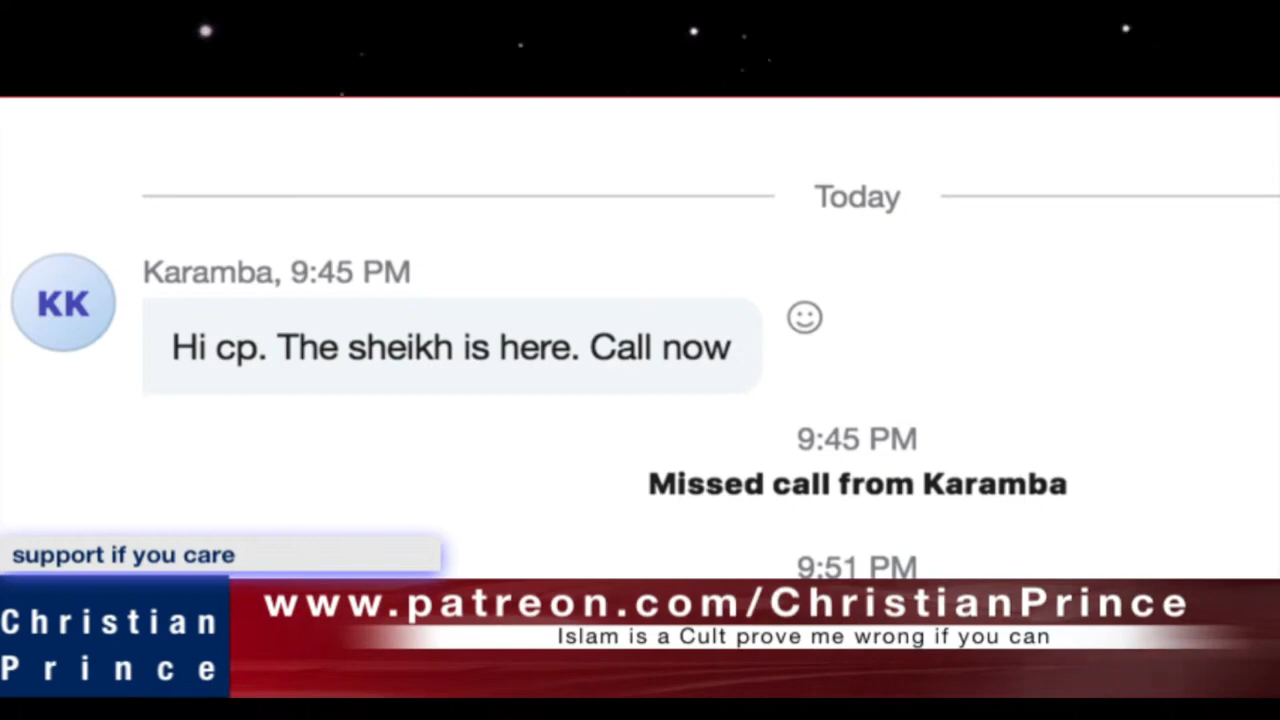 Today
Karamba, 9:45 PM
KK
Hi cp. The sheikh is here. Call now
9:45 PM
Missed call from Karamba
9:51 PM
support if you care
Christian
Prince
www.patreon.com/ChristianPrince
Islam is a Cult prove me wrong if you can